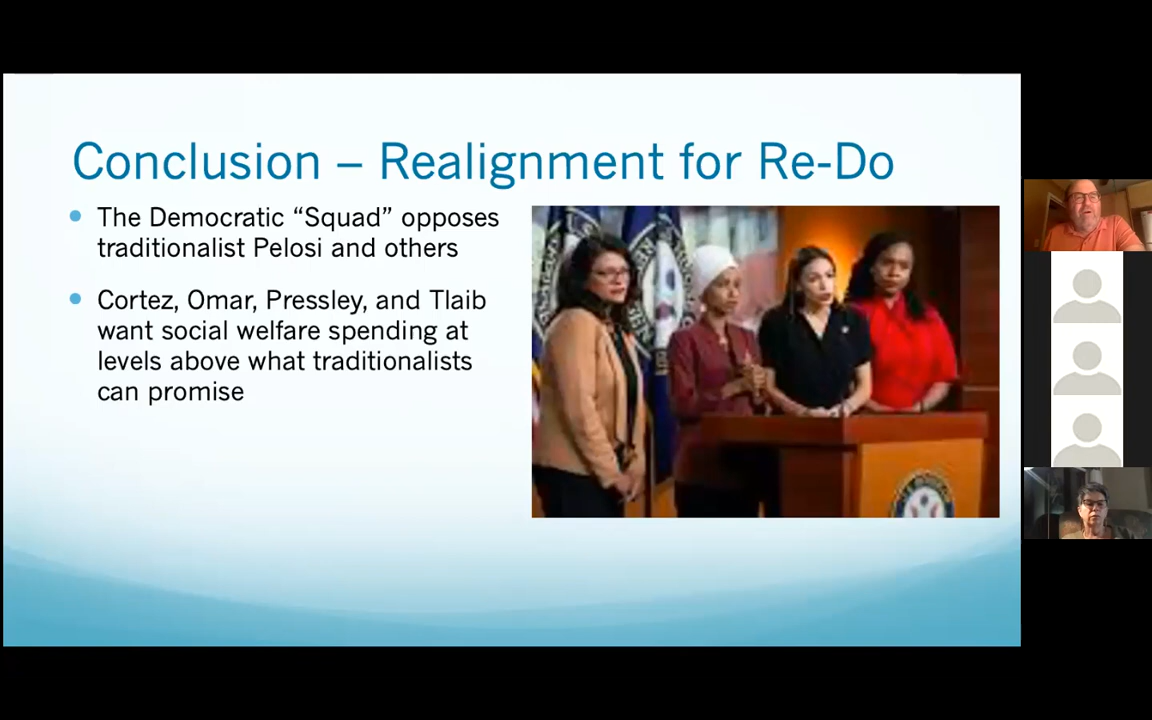 Conclusion – Realignment for Re-Do
The Democratic “Squad” opposes
traditionalist Pelosi and others
Cortez, Omar, Pressley, and Tlaib
want social welfare spending at
levels above what traditionalists
can promise